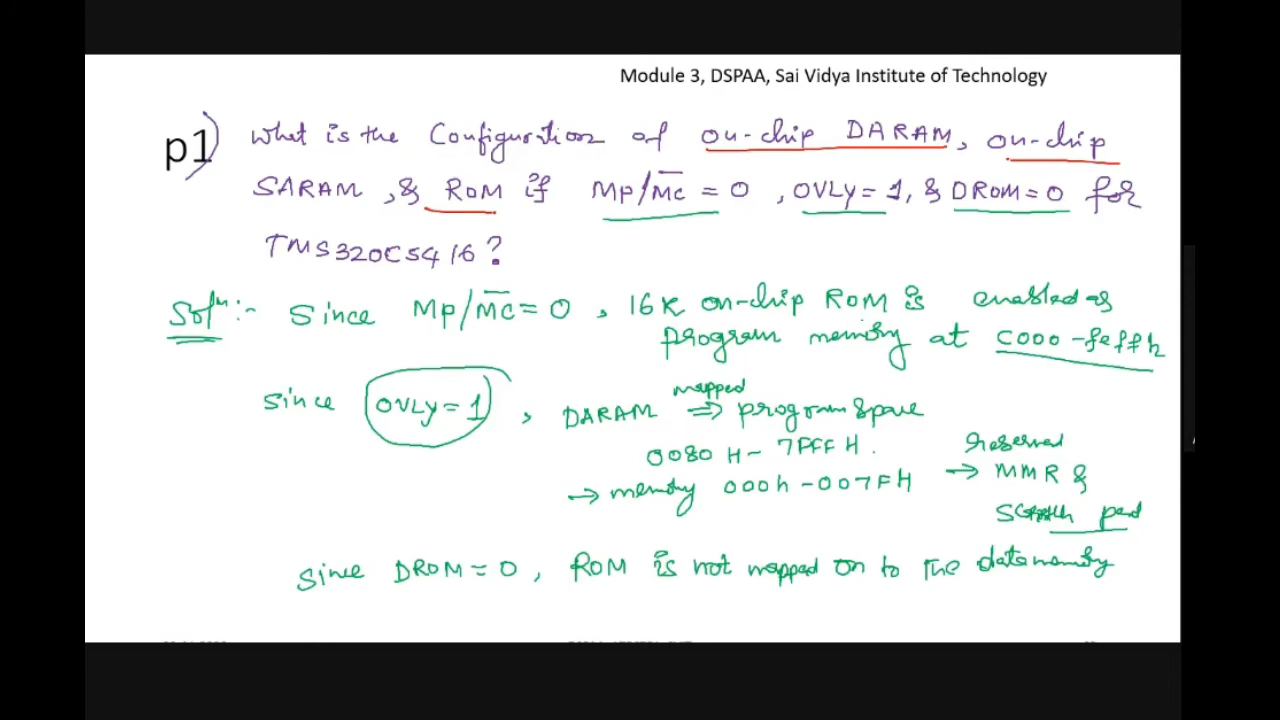 Module 3, DSPAA, Sai Vidya Institute of Technology
p1) What is the Configuration of on-chip DARAM, on-chip
SARAM, & ROM if MP/M̅C̅ = 0, OVLY = 1, & DROM = 0 for
TMS320C5416?
Solⁿ :- Since MP/M̅C̅ = 0, 16K on-chip ROM is enabled as
program memory at C000 - feffh
since OVLY = 1, DARAM ⇒ program space
mapped
0080 H - 7FFF H.
→ memory 000h - 007FH → MMR &
reserved
Scratch pad
Since DROM = 0, ROM is not mapped on to the data memory